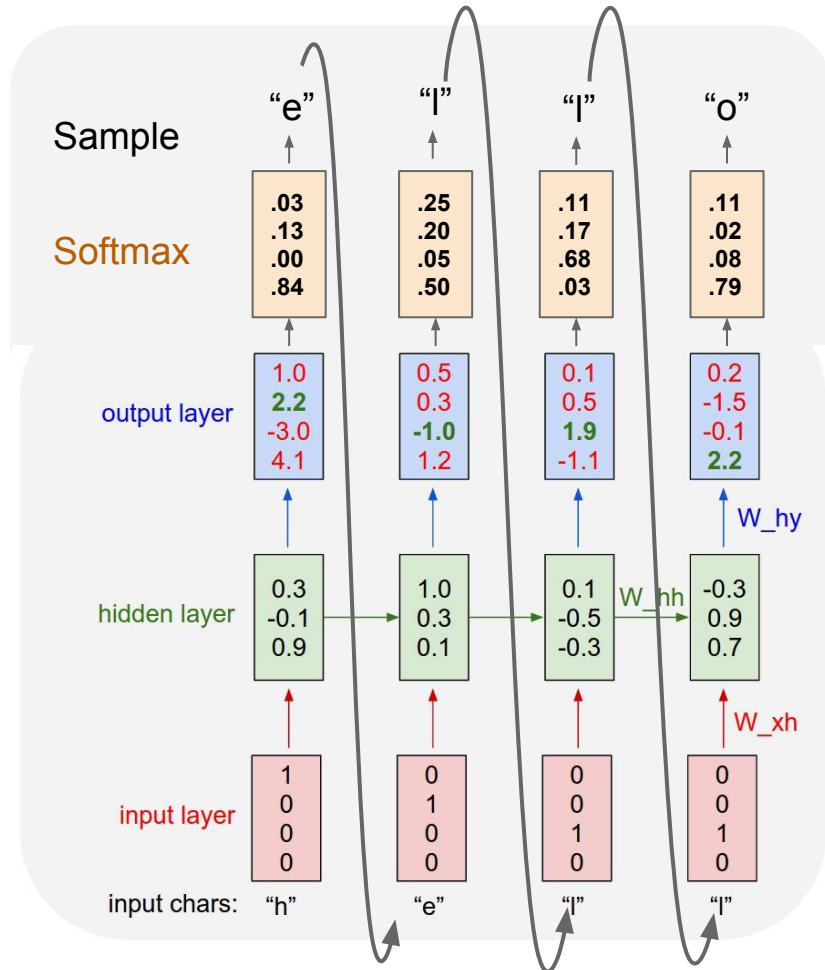 “e” “l” “l” “o”
Sample
.03 .25 .11 .11
.13 .20 .17 .02
Softmax
.00 .05 .68 .08
.84 .50 .03 .79
1.0 0.5 0.1 0.2
output layer
2.2 0.3 0.5 -1.5
-3.0 -1.0 1.9 -0.1
4.1 1.2 -1.1 2.2
W_hy
0.3 1.0 0.1 -0.3
W_hh
hidden layer
-0.1 0.3 -0.5 0.9
0.9 0.1 -0.3 0.7
W_xh
1 0 0 0
0 1 0 0
input layer
0 0 1 1
0 0 0 0
input chars: “h” “e” “l” “l”